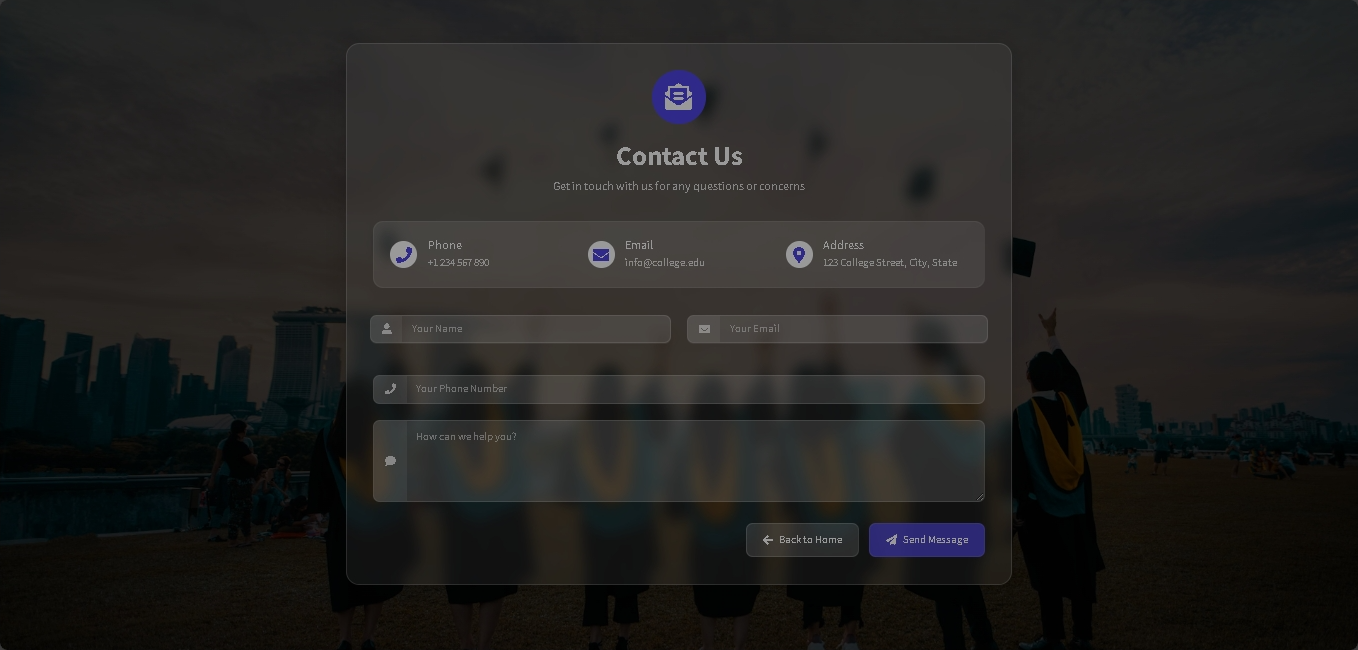 Contact Us
Get in touch with us for any questions or concerns
Phone
+1 234 567 890
Email
info@college.edu
Address
123 College Street, City, State
Your Name
Your Email
Your Phone Number
How can we help you?
Back to Home
Send Message